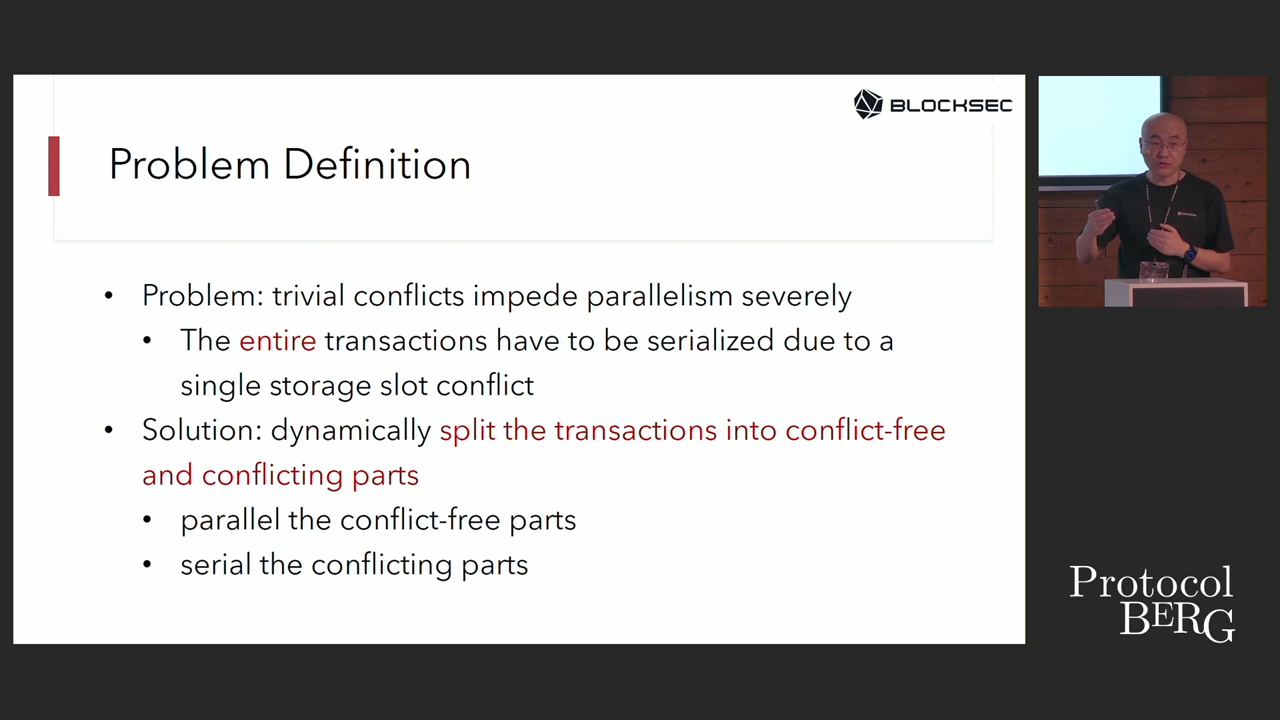 BLOCKSEC
Problem Definition
• Problem: trivial conflicts impede parallelism severely
• The entire transactions have to be serialized due to a
single storage slot conflict
• Solution: dynamically split the transactions into conflict-free
and conflicting parts
• parallel the conflict-free parts
• serial the conflicting parts
Protocol
BERG